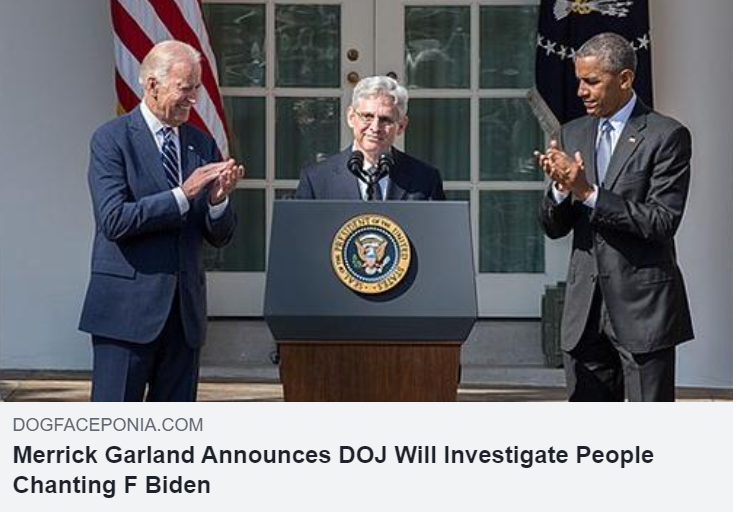 SEAL OF THE PRESIDENT OF THE UNITED STATES
DOGFACEPONIA.COM
Merrick Garland Announces DOJ Will Investigate People
Chanting F Biden